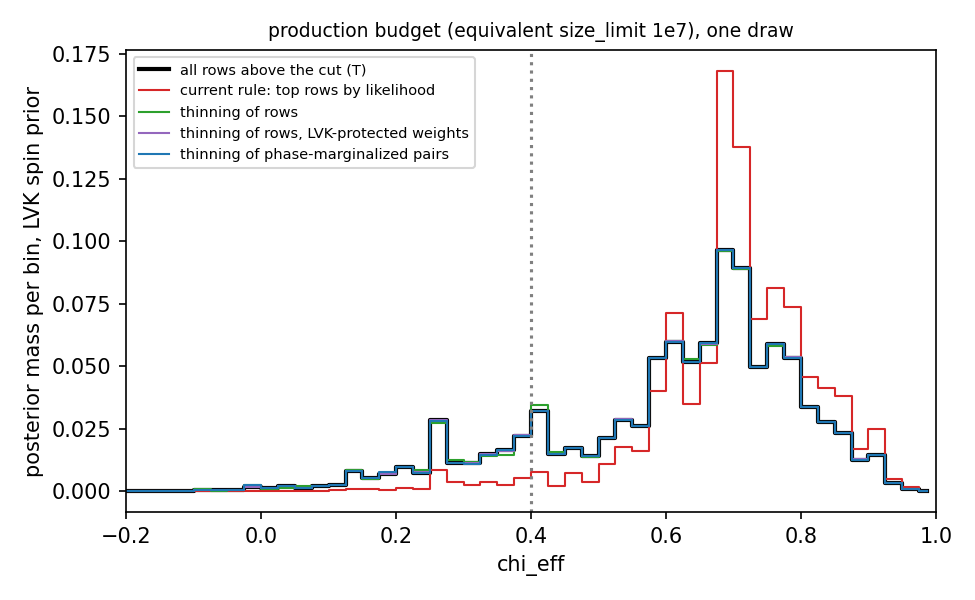 production budget (equivalent size_limit 1e7), one draw
all rows above the cut (T)
current rule: top rows by likelihood
thinning of rows
thinning of rows, LVK-protected weights
thinning of phase-marginalized pairs
posterior mass per bin, LVK spin prior
0.175
0.150
0.125
0.100
0.075
0.050
0.025
0.000
−0.2
0.0
0.2
0.4
0.6
0.8
1.0
chi_eff